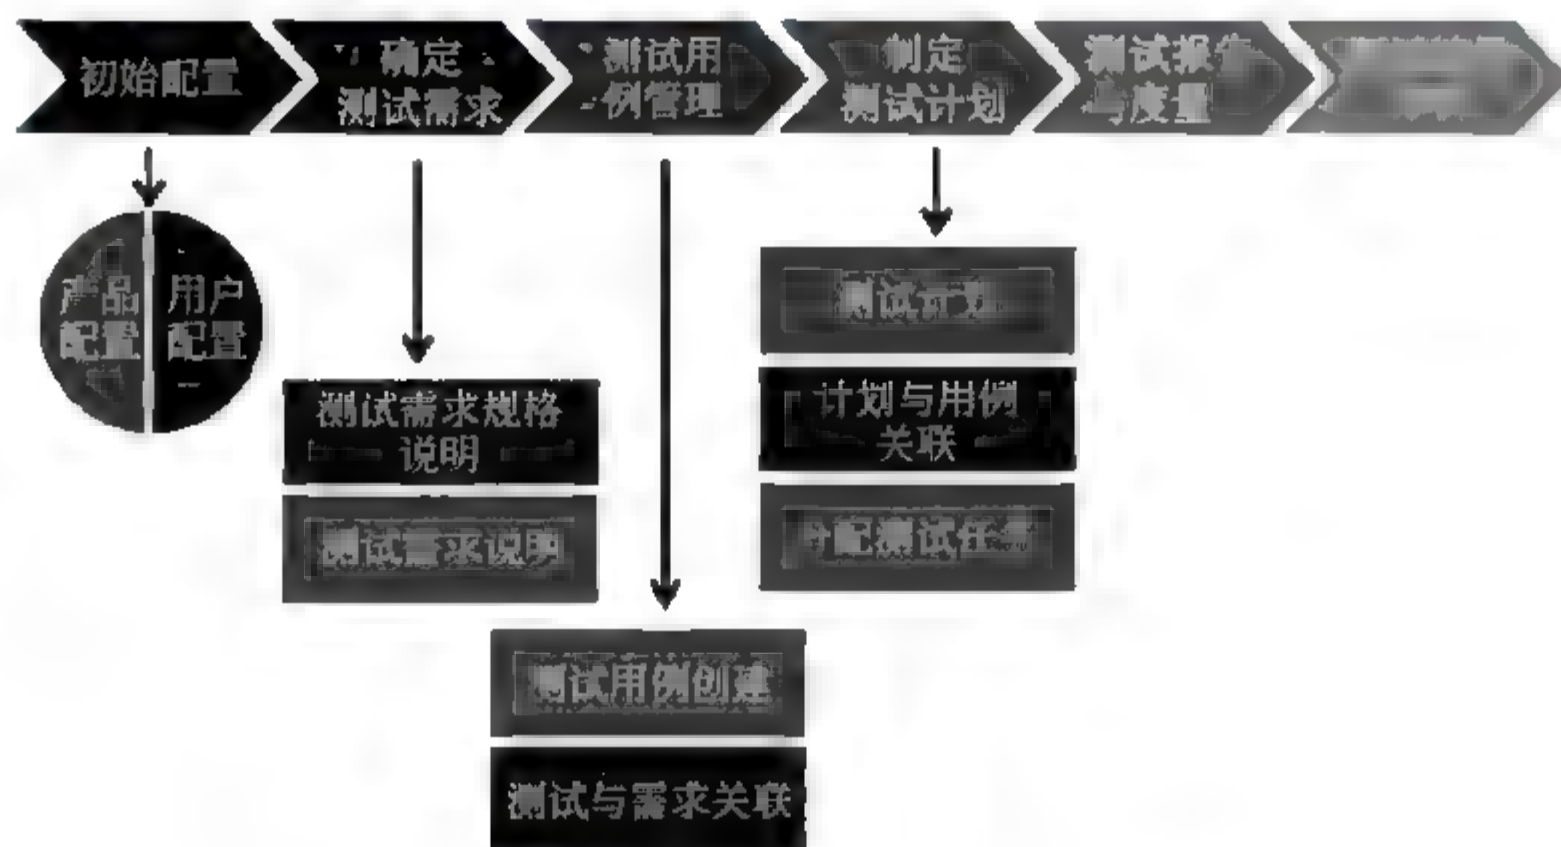 初始配置
确定
测试需求
测试用
例管理
制定
测试计划
测试报告
与度量
产品
配置
用户
配置
测试需求规格
说明
测试需求说明
测试计划
计划与用例
关联
分配测试任务
测试用例创建
测试与需求关联